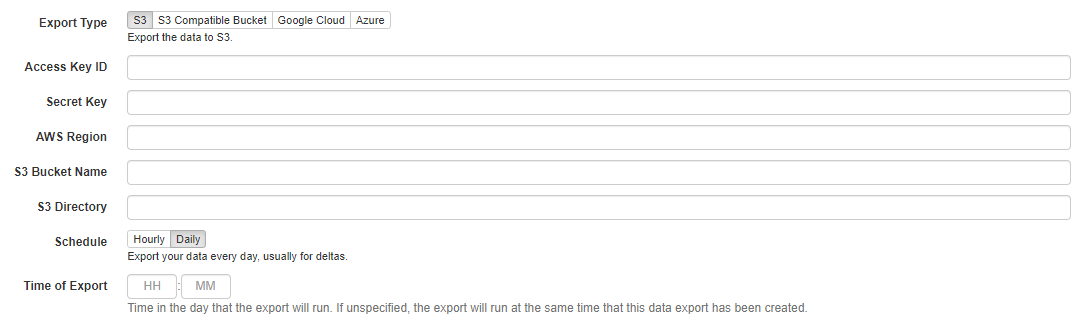 Export Type S3 S3 Compatible Bucket Google Cloud Azure
Export the data to S3.
Access Key ID
Secret Key
AWS Region
S3 Bucket Name
S3 Directory
Schedule Hourly Daily
Export your data every day, usually for deltas.
Time of Export HH : MM
Time in the day that the export will run. If unspecified, the export will run at the same time that this data export has been created.